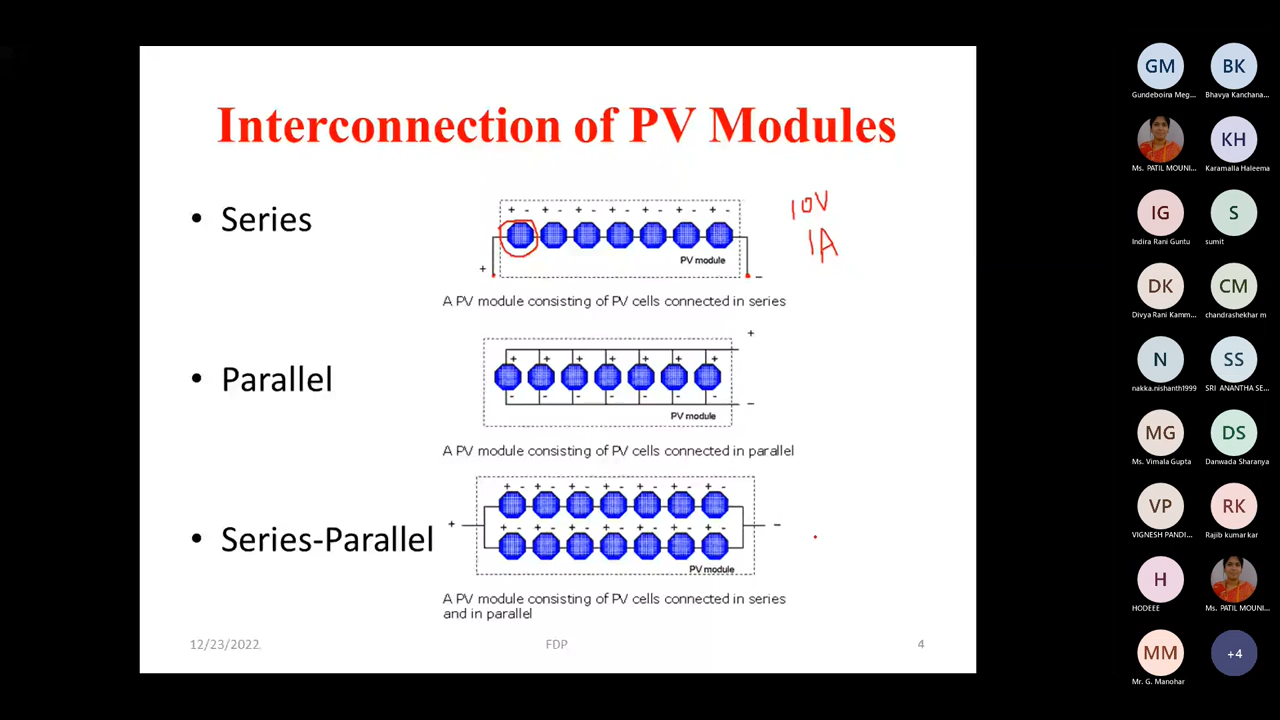 Interconnection of PV Modules
• Series
+ - + - + - + - + - + - + -
PV module
+ -
10V
1A
A PV module consisting of PV cells connected in series
• Parallel
+
+ + + + + + +
- - - - - - -
-
PV module
A PV module consisting of PV cells connected in parallel
• Series-Parallel
+ - + - + - + - + - + - + -
+ -
+ - + - + - + - + - + - + -
PV module
A PV module consisting of PV cells connected in series
and in parallel
12/23/2022
FDP
4
GM
BK
Gundeboina Meg...
Bhavya Kanchana...
KH
Ms. PATIL MOUNI...
Karamalla Haleema
IG
S
Indira Rani Guntu
sumit
DK
CM
Divya Rani Kamm...
chandrashekhar m
N
SS
nakka.nishanth1999
SRI ANANTHA SE...
MG
DS
Ms. Vimala Gupta
Danwada Sharanya
VP
RK
VIGNESH PANDI...
Rajib kumar kar
H
HODEEE
Ms. PATIL MOUNI...
MM
+4
Mr. G. Manohar